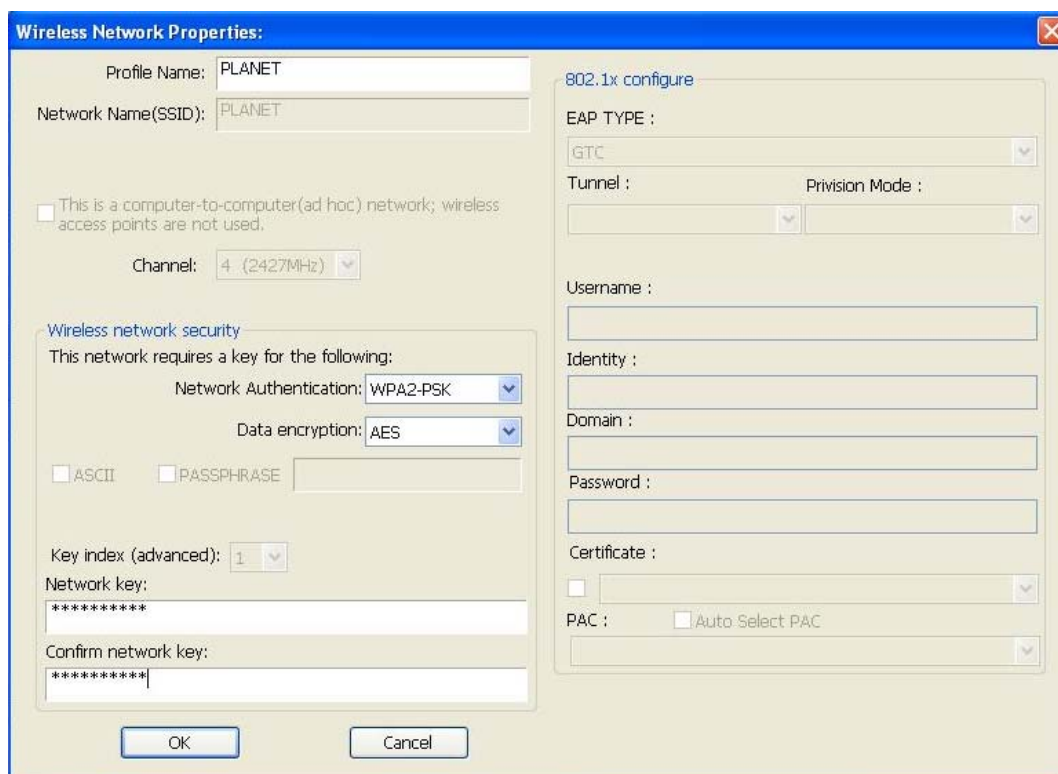 Wireless Network Properties:
Profile Name: PLANET
Network Name(SSID): PLANET
This is a computer-to-computer(ad hoc) network; wireless
access points are not used.
Channel: 4 (2427MHz)
Wireless network security
This network requires a key for the following:
Network Authentication: WPA2-PSK
Data encryption: AES
ASCII PASSPHRASE
Key index (advanced): 1
Network key:
**********
Confirm network key:
**********
OK Cancel
802.1x configure
EAP TYPE :
GTC
Tunnel : Privision Mode :
Username :
Identity :
Domain :
Password :
Certificate :
PAC : Auto Select PAC